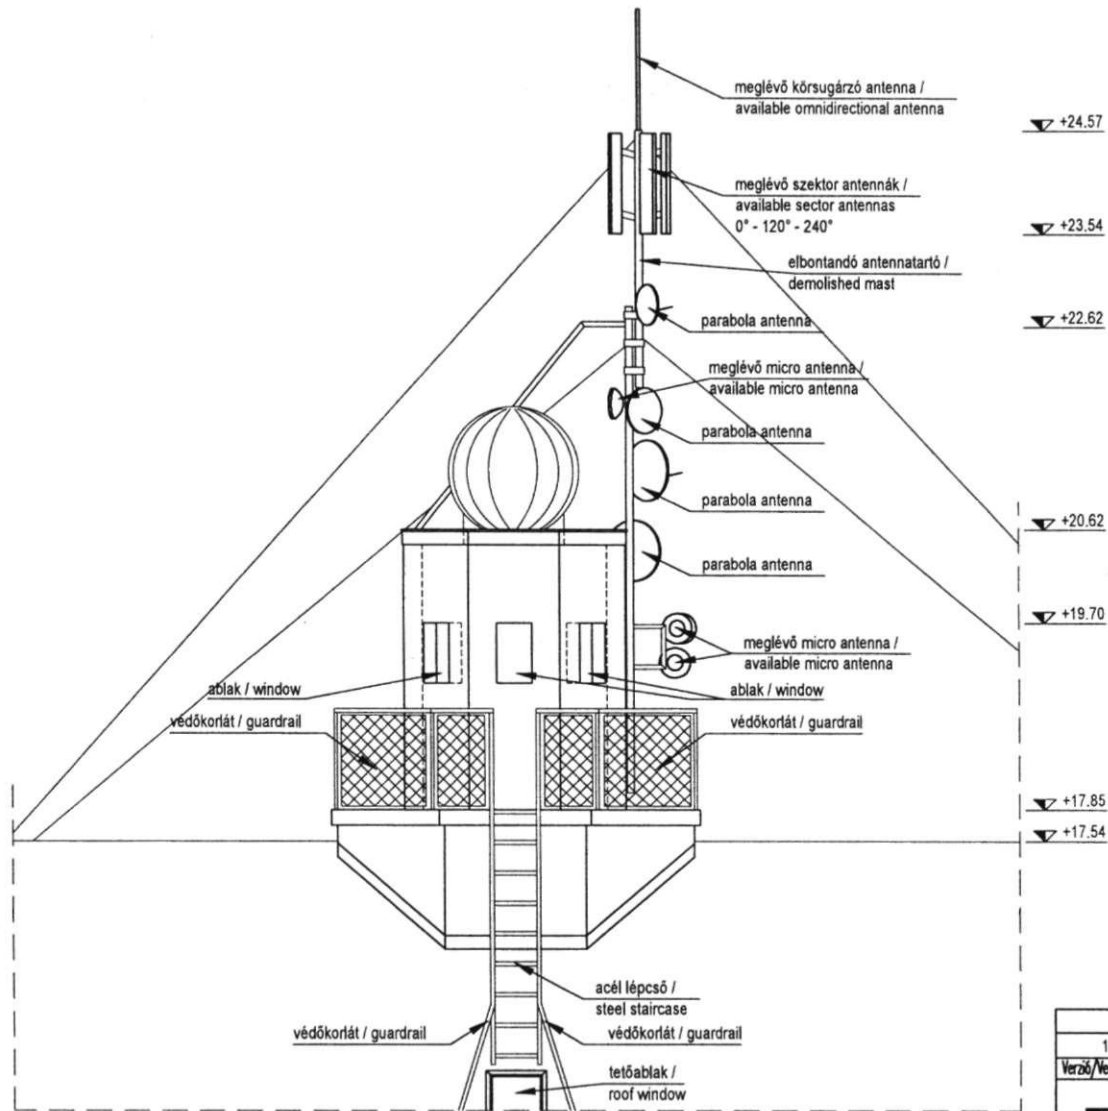 meglévő körsugárzó antenna /
available omnidirectional antenna
+24.57
meglévő szektor antennák /
available sector antennas
0° - 120° - 240°
+23.54
elbontandó antennatartó /
demolished mast
parabola antenna
+22.62
meglévő micro antenna /
available micro antenna
parabola antenna
parabola antenna
+20.62
parabola antenna
+19.70
meglévő micro antenna /
available micro antenna
ablak / window
ablak / window
védőkorlát / guardrail
védőkorlát / guardrail
+17.85
+17.54
acél lépcső /
steel staircase
védőkorlát / guardrail
védőkorlát / guardrail
1
tetőablak /
roof window